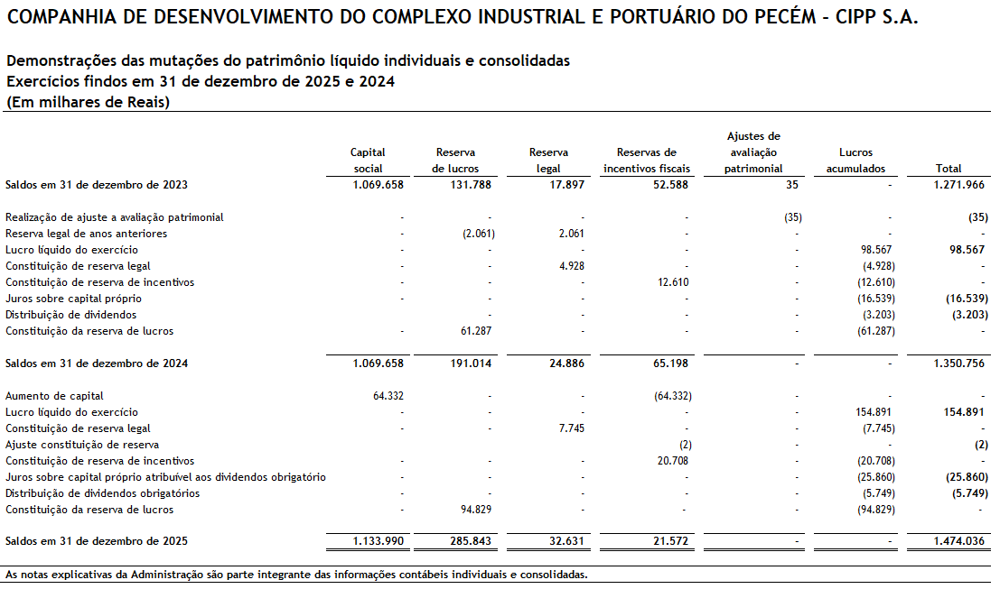 COMPANHIA DE DESENVOLVIMENTO DO COMPLEXO INDUSTRIAL E PORTUÁRIO DO PECÉM - CIPP S.A.
Demonstrações das mutações do patrimônio líquido individuais e consolidadas
Exercícios findos em 31 de dezembro de 2025 e 2024
(Em milhares de Reais)
Capital social Reserva de lucros Reserva legal Reservas de incentivos fiscais Ajustes de avaliação patrimonial Lucros acumulados Total
Saldos em 31 de dezembro de 2023 1.069.658 131.788 17.897 52.588 35 - 1.271.966
Realização de ajuste a avaliação patrimonial - - - - (35) - (35)
Reserva legal de anos anteriores - (2.061) 2.061 - - - -
Lucro líquido do exercício - - - - - 98.567 98.567
Constituição de reserva legal - - 4.928 - - (4.928) -
Constituição de reserva de incentivos - - - 12.610 - (12.610) -
Juros sobre capital próprio - - - - - (16.539) (16.539)
Distribuição de dividendos - - - - (3.203) (3.203)
Constituição da reserva de lucros - 61.287 - - - (61.287) -
Saldos em 31 de dezembro de 2024 1.069.658 191.014 24.886 65.198 - - 1.350.756
Aumento de capital 64.332 - - (64.332) - - -
Lucro líquido do exercício - - - - - 154.891 154.891
Constituição de reserva legal - - 7.745 - - (7.745) -
Ajuste constituição de reserva - - - (2) - - (2)
Constituição de reserva de incentivos - - - 20.708 - (20.708) -
Juros sobre capital próprio atribuível aos dividendos obrigatório - - - - - (25.860) (25.860)
Distribuição de dividendos obrigatórios - - - - - (5.749) (5.749)
Constituição da reserva de lucros - 94.829 - - - (94.829) -
Saldos em 31 de dezembro de 2025 1.133.990 285.843 32.631 21.572 - - 1.474.036
As notas explicativas da Administração são parte integrante das informações contábeis individuais e consolidadas.